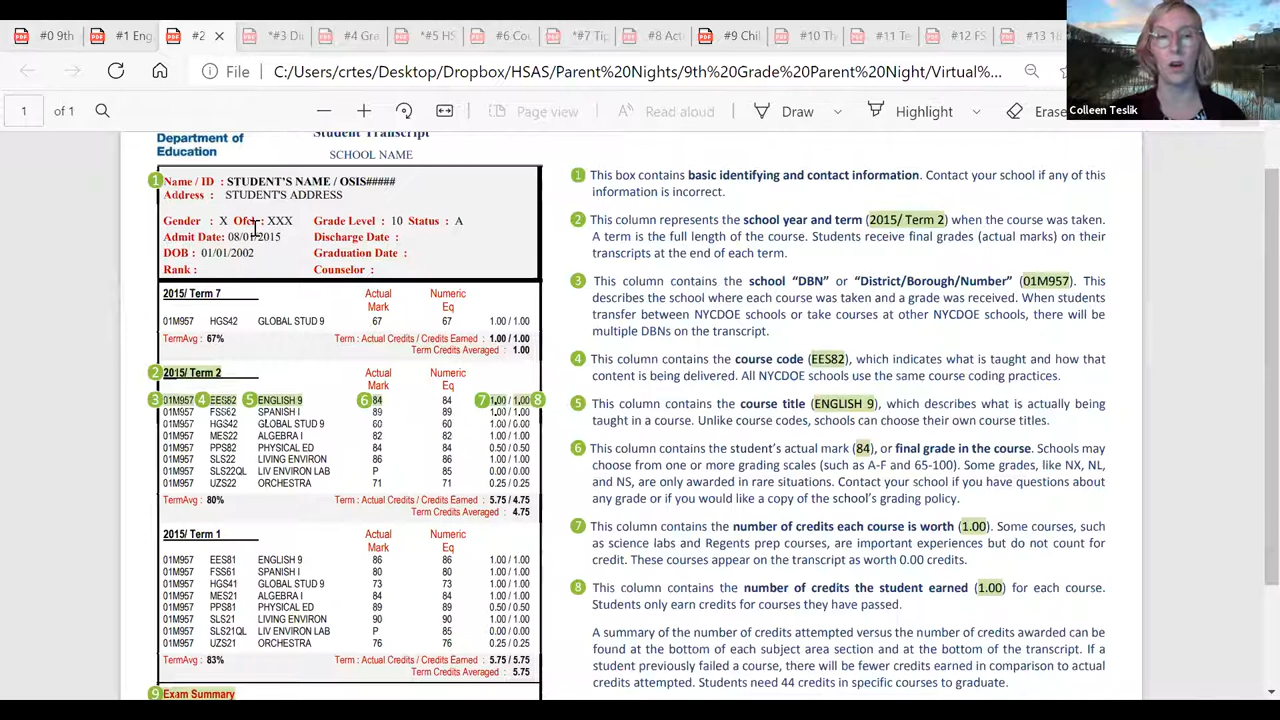 #0 9th
#1 Eng
#2
*#3 Di
#4 Gre
*#5 HS
#6 Cou
*#7 Tip
#8 Acti
#9 Chil
#10 Th
#11 Te
#12 FS
#13 16
File
C:/Users/crtes/Desktop/Dropbox/HSAS/Parent%20Nights/9th%20Grade%20Parent%20Night/Virtual%...
1 of 1
Page view
Read aloud
Draw
Highlight
Erase
Colleen Teslik
Department of
Education
Student Transcript
SCHOOL NAME
1 Name / ID : STUDENT'S NAME / OSIS#####
Address : STUDENT'S ADDRESS
Gender : X Ofcl : XXX Grade Level : 10 Status : A
Admit Date: 08/01/2015 Discharge Date :
DOB : 01/01/2002 Graduation Date :
Rank : Counselor :
2015/ Term 7 Actual Numeric
Mark Eq
01M957 HGS42 GLOBAL STUD 9 67 67 1.00 / 1.00
TermAvg : 67% Term : Actual Credits / Credits Earned : 1.00 / 1.00
Term Credits Averaged : 1.00
2 2015/ Term 2 Actual Numeric
Mark Eq
3 01M957 4 EES82 5 ENGLISH 9 6 84 84 7 1.00 / 1.00 8
01M957 FSS62 SPANISH I 89 89 1.00 / 1.00
01M957 HGS42 GLOBAL STUD 9 60 60 1.00 / 0.00
01M957 MES22 ALGEBRA I 82 82 1.00 / 1.00
01M957 PPS82 PHYSICAL ED 84 84 0.50 / 0.50
01M957 SLS22 LIVING ENVIRON 86 86 1.00 / 1.00
01M957 SLS22QL LIV ENVIRON LAB P 85 0.00 / 0.00
01M957 UZS22 ORCHESTRA 71 71 0.25 / 0.25
TermAvg : 80% Term : Actual Credits / Credits Earned : 5.75 / 4.75
Term Credits Averaged : 4.75
2015/ Term 1 Actual Numeric
Mark Eq
01M957 EES81 ENGLISH 9 86 86 1.00 / 1.00
01M957 FSS61 SPANISH I 80 80 1.00 / 1.00
01M957 HGS41 GLOBAL STUD 9 73 73 1.00 / 1.00
01M957 MES21 ALGEBRA I 84 84 1.00 / 1.00
01M957 PPS81 PHYSICAL ED 89 89 0.50 / 0.50
01M957 SLS21 LIVING ENVIRON 90 90 1.00 / 1.00
01M957 SLS21QL LIV ENVIRON LAB P 85 0.00 / 0.00
01M957 UZS21 ORCHESTRA 76 76 0.25 / 0.25
TermAvg : 83% Term : Actual Credits / Credits Earned : 5.75 / 5.75
Term Credits Averaged : 5.75
9 Exam Summary
1 This box contains basic identifying and contact information. Contact your school if any of this
information is incorrect.
2 This column represents the school year and term (2015/ Term 2) when the course was taken.
A term is the full length of the course. Students receive final grades (actual marks) on their
transcripts at the end of each term.
3 This column contains the school "DBN" or "District/Borough/Number" (01M957). This
describes the school where each course was taken and a grade was received. When students
transfer between NYCDOE schools or take courses at other NYCDOE schools, there will be
multiple DBNs on the transcript.
4 This column contains the course code (EES82), which indicates what is taught and how that
content is being delivered. All NYCDOE schools use the same course coding practices.
5 This column contains the course title (ENGLISH 9), which describes what is actually being
taught in a course. Unlike course codes, schools can choose their own course titles.
6 This column contains the student's actual mark (84), or final grade in the course. Schools may
choose from one or more grading scales (such as A-F and 65-100). Some grades, like NX, NL,
and NS, are only awarded in rare situations. Contact your school if you have questions about
any grade or if you would like a copy of the school's grading policy.
7 This column contains the number of credits each course is worth (1.00). Some courses, such
as science labs and Regents prep courses, are important experiences but do not count for
credit. These courses appear on the transcript as worth 0.00 credits.
8 This column contains the number of credits the student earned (1.00) for each course.
Students only earn credits for courses they have passed.
A summary of the number of credits attempted versus the number of credits awarded can be
found at the bottom of each subject area section and at the bottom of the transcript. If a
student previously failed a course, there will be fewer credits earned in comparison to actual
credits attempted. Students need 44 credits in specific courses to graduate.